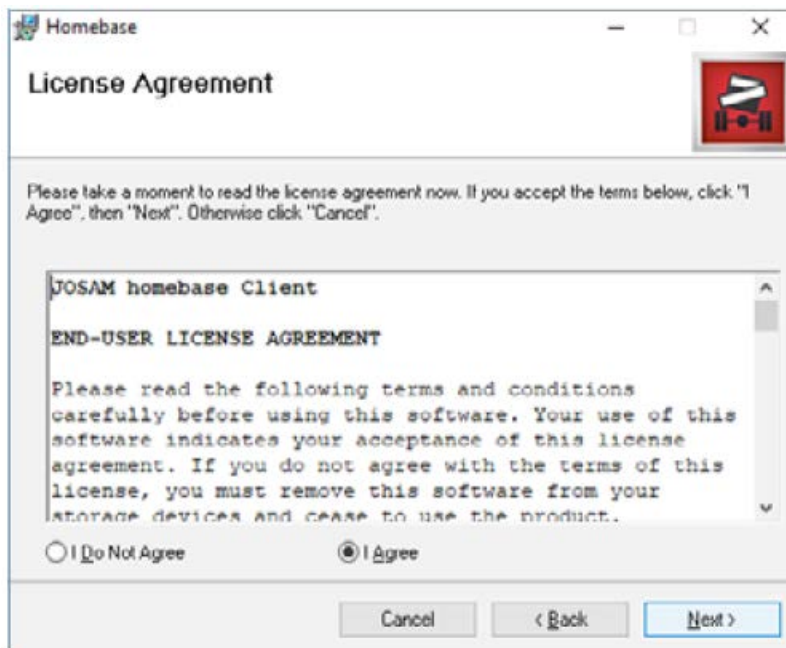 Homebase
License Agreement
Please take a moment to read the license agreement now. If you accept the terms below, click "I
Agree", then "Next". Otherwise click "Cancel".
JOSAM homebase Client
END-USER LICENSE AGREEMENT
Please read the following terms and conditions
carefully before using this software. Your use of this
software indicates your acceptance of this license
agreement. If you do not agree with the terms of this
license, you must remove this software from your
storage devices and cease to use the product.
I Do Not Agree
I Agree
Cancel
< Back
Next >